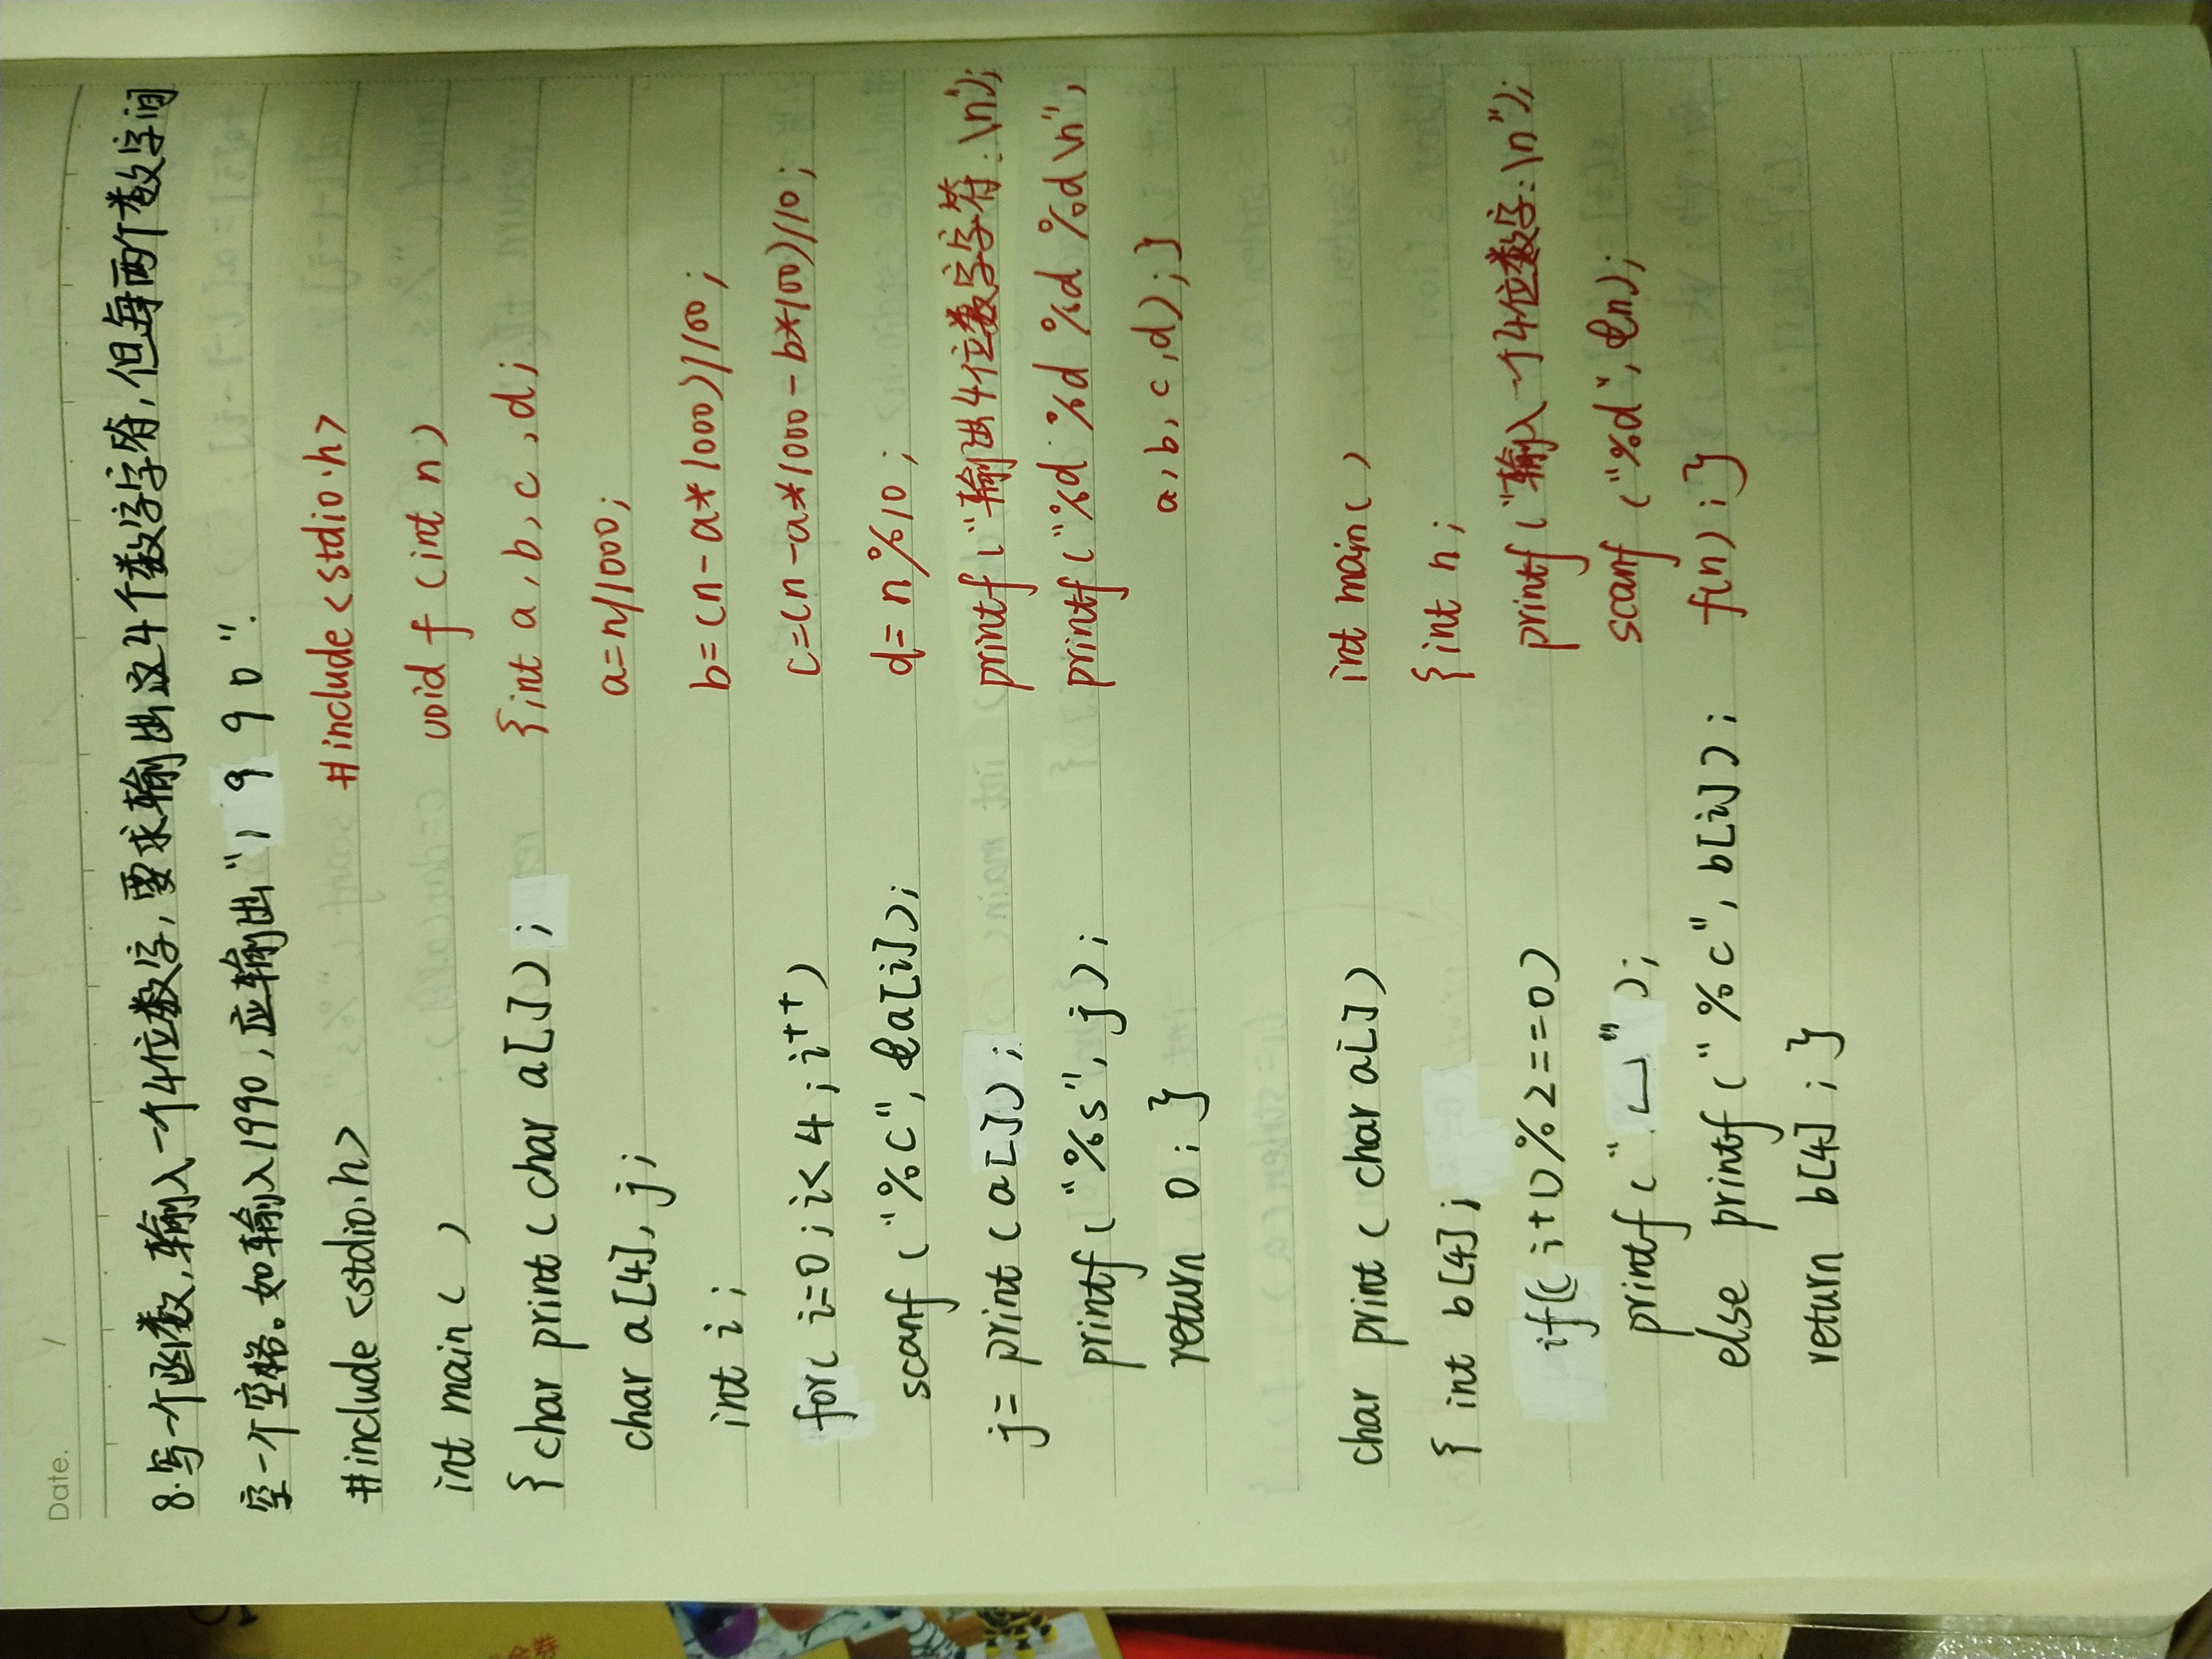 Date. /
8.写一个函数,输入一个4位数字,要求输出这4个数字字符,但每两个数字间
空一个空格。如输入1990,应输出"1 9 9 0".
#include <stdio.h>
int main( )
{ char print(char a[]);
char a[4], j;
int i;
for( i=0; i<4; i++)
scanf("%c", &a[i]);
j= print(a[]);
printf("%s", j);
return 0; }
char print( char a[])
{ int b[4];
if((i+1)%2==0)
printf("␣");
else printf("%c", b[i]);
return b[4]; }
#include<stdio.h>
void f(int n)
{int a,b,c,d;
a=n/1000;
b=(n-a*1000)/100;
c=(n-a*1000-b*100)/10;
d=n%10;
printf("输出4位数字字符:\n");
printf("%d %d %d %d\n",
a,b,c,d);}
int main( )
{int n;
printf("输入一个4位数字:\n");
scanf("%d",&n);
f(n);}